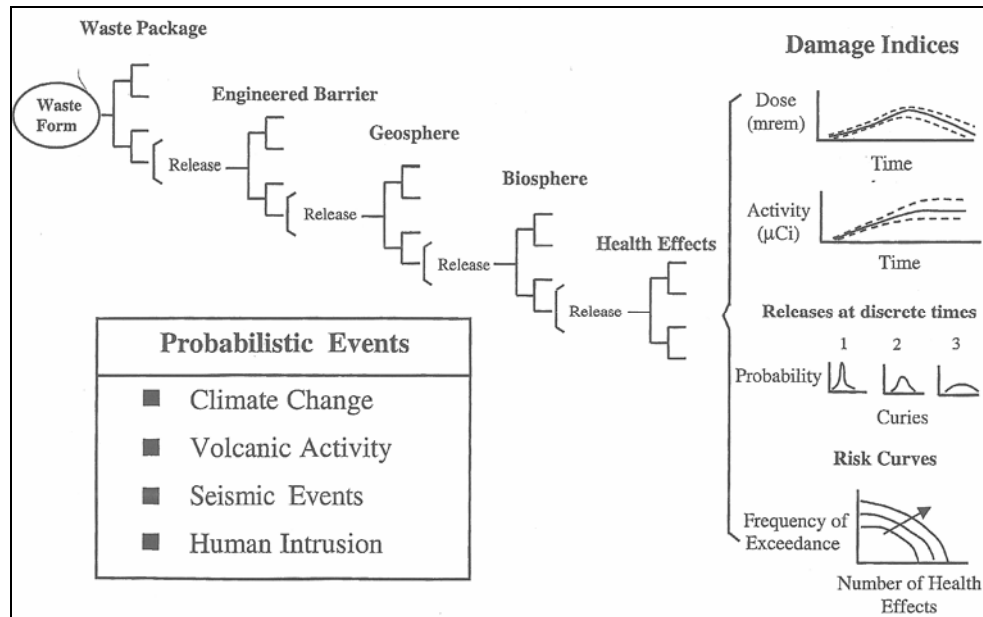 Waste Package
Waste
Form
Engineered Barrier
Release
Geosphere
Release
Biosphere
Release
Health Effects
Release
Probabilistic Events
Climate Change
Volcanic Activity
Seismic Events
Human Intrusion
Damage Indices
Dose
(mrem)
Time
Activity
(μCi)
Time
Releases at discrete times
1 2 3
Probability
Curies
Risk Curves
Frequency of
Exceedance
Number of Health
Effects